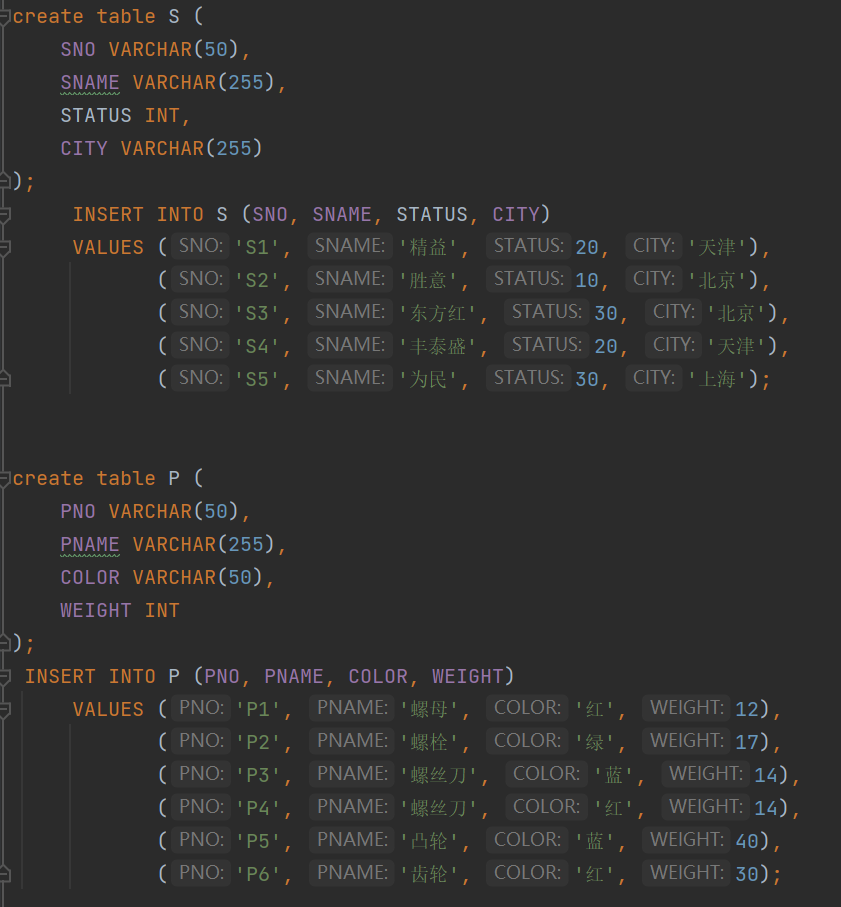 create table S (
SNO VARCHAR(50),
SNAME VARCHAR(255),
STATUS INT,
CITY VARCHAR(255)
);
INSERT INTO S (SNO, SNAME, STATUS, CITY)
VALUES (SNO: 'S1', SNAME: '精益', STATUS: 20, CITY: '天津'),
(SNO: 'S2', SNAME: '胜意', STATUS: 10, CITY: '北京'),
(SNO: 'S3', SNAME: '东方红', STATUS: 30, CITY: '北京'),
(SNO: 'S4', SNAME: '丰泰盛', STATUS: 20, CITY: '天津'),
(SNO: 'S5', SNAME: '为民', STATUS: 30, CITY: '上海');
create table P (
PNO VARCHAR(50),
PNAME VARCHAR(255),
COLOR VARCHAR(50),
WEIGHT INT
);
INSERT INTO P (PNO, PNAME, COLOR, WEIGHT)
VALUES (PNO: 'P1', PNAME: '螺母', COLOR: '红', WEIGHT: 12),
(PNO: 'P2', PNAME: '螺栓', COLOR: '绿', WEIGHT: 17),
(PNO: 'P3', PNAME: '螺丝刀', COLOR: '蓝', WEIGHT: 14),
(PNO: 'P4', PNAME: '螺丝刀', COLOR: '红', WEIGHT: 14),
(PNO: 'P5', PNAME: '凸轮', COLOR: '蓝', WEIGHT: 40),
(PNO: 'P6', PNAME: '齿轮', COLOR: '红', WEIGHT: 30);